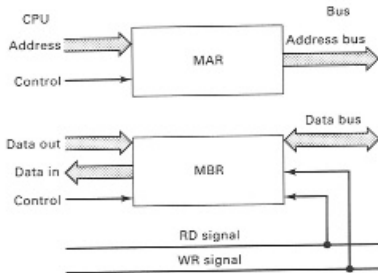 CPU
Bus
Address
MAR
Address bus
Control
Data out
Data bus
Data in
MBR
Control
RD signal
WR signal